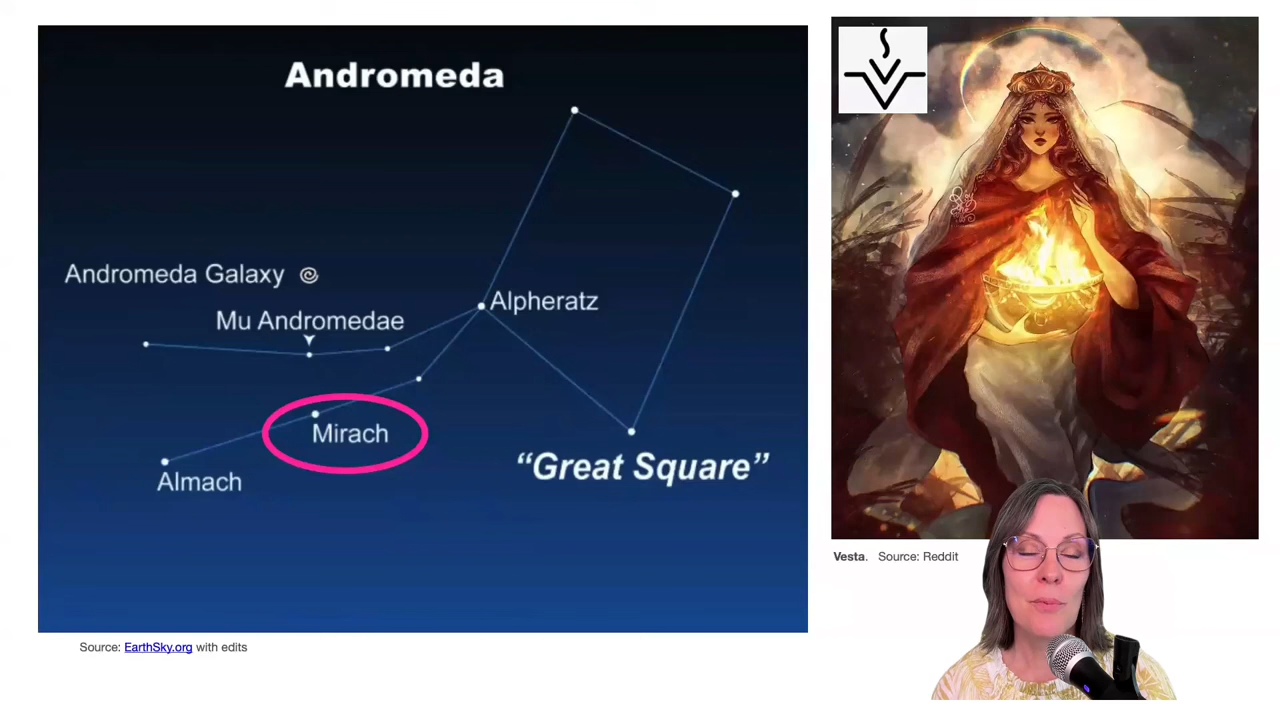 Andromeda
Andromeda Galaxy
Mu Andromedae
Alpheratz
Mirach
Almach
“Great Square”
Source: EarthSky.org with edits
Vesta. Source: Reddit